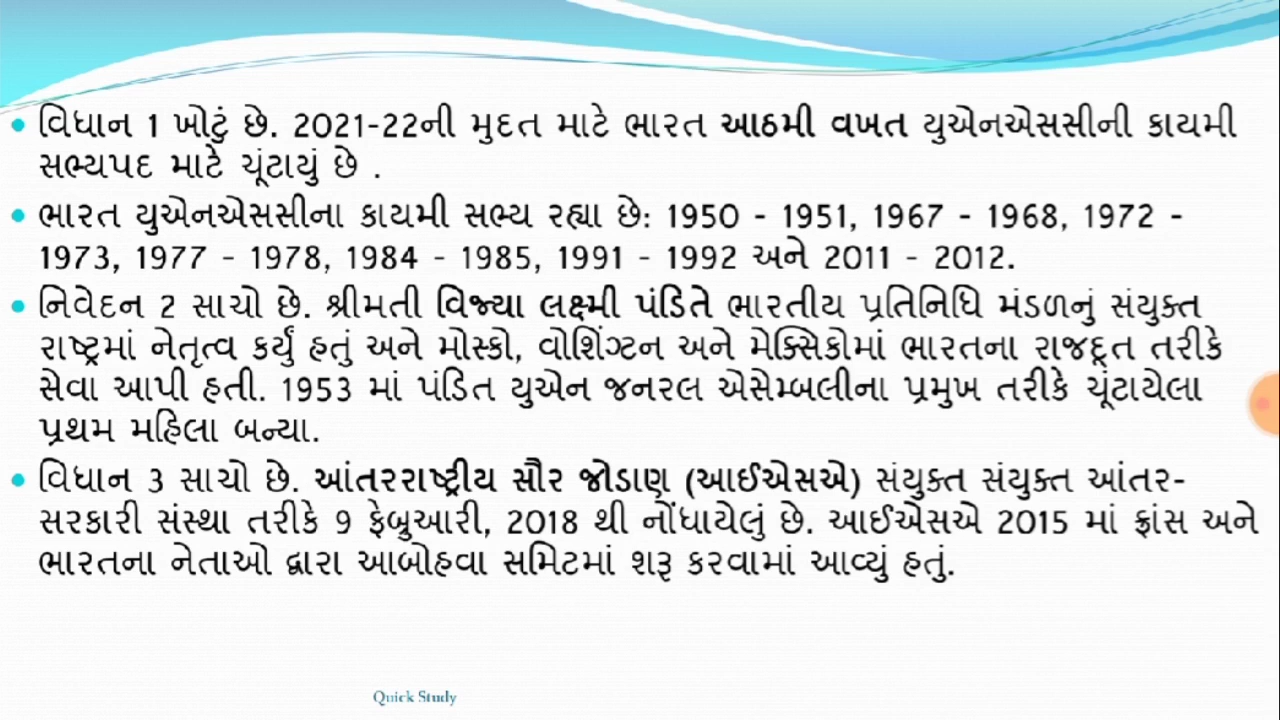 વિધાન 1 ખોટું છે. 2021-22ની મુદત માટે ભારત આઠમી વખત યુએનએસસીની કાયમી
સભ્યપદ માટે ચૂંટાયું છે .
ભારત યુએનએસસીના કાયમી સભ્ય રહ્યા છે: 1950 - 1951, 1967 - 1968, 1972 -
1973, 1977 - 1978, 1984 - 1985, 1991 - 1992 અને 2011 - 2012.
નિવેદન 2 સાચો છે. શ્રીમતી વિજ્યા લક્ષ્મી પંડિતે ભારતીય પ્રતિનિધિ મંડળનું સંયુક્ત
રાષ્ટ્રમાં નેતૃત્વ કર્યું હતું અને મોસ્કો, વોશિંગ્ટન અને મેક્સિકોમાં ભારતના રાજદૂત તરીકે
સેવા આપી હતી. 1953 માં પંડિત યુએન જનરલ એસેમ્બલીના પ્રમુખ તરીકે ચૂંટાયેલા
પ્રથમ મહિલા બન્યા.
વિધાન 3 સાચો છે. આંતરરાષ્ટ્રીય સૌર જોડાણ (આઈએસએ) સંયુક્ત સંયુક્ત આંતર-
સરકારી સંસ્થા તરીકે 9 ફેબ્રુઆરી, 2018 થી નોંધાયેલું છે. આઈએસએ 2015 માં ફ્રાંસ અને
ભારતના નેતાઓ દ્વારા આબોહવા સમિટમાં શરૂ કરવામાં આવ્યું હતું.
Quick Study